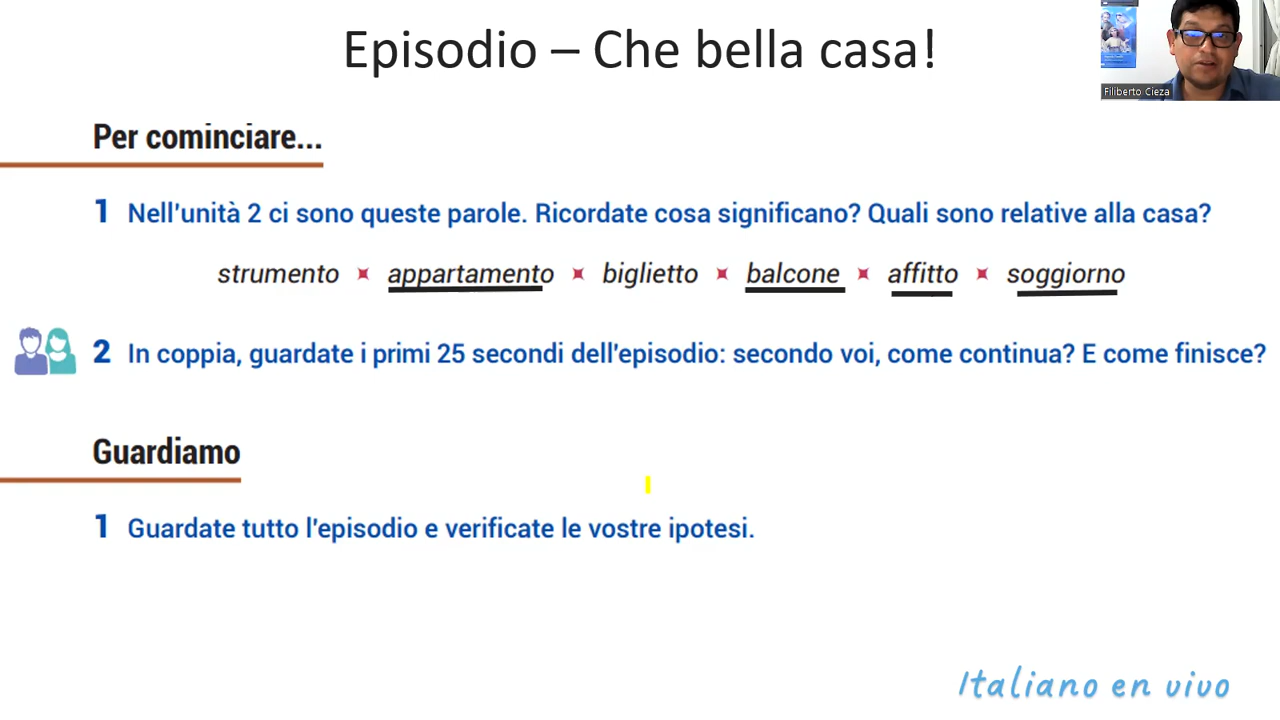 Episodio – Che bella casa!
Filiberto Cieza
Per cominciare...
1 Nell'unità 2 ci sono queste parole. Ricordate cosa significano? Quali sono relative alla casa?
strumento ✦ appartamento ✦ biglietto ✦ balcone ✦ affitto ✦ soggiorno
2 In coppia, guardate i primi 25 secondi dell'episodio: secondo voi, come continua? E come finisce?
Guardiamo
1 Guardate tutto l'episodio e verificate le vostre ipotesi.
Italiano en vivo